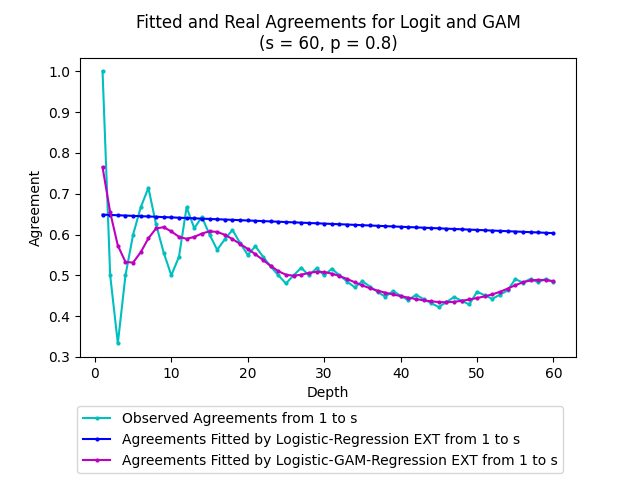 Fitted and Real Agreements for Logit and GAM
(s = 60, p = 0.8)
1.0
0.9
0.8
0.7
0.6
0.5
0.4
0.3
Agreement
0 10 20 30 40 50 60
Depth
Observed Agreements from 1 to s
Agreements Fitted by Logistic-Regression EXT from 1 to s
Agreements Fitted by Logistic-GAM-Regression EXT from 1 to s